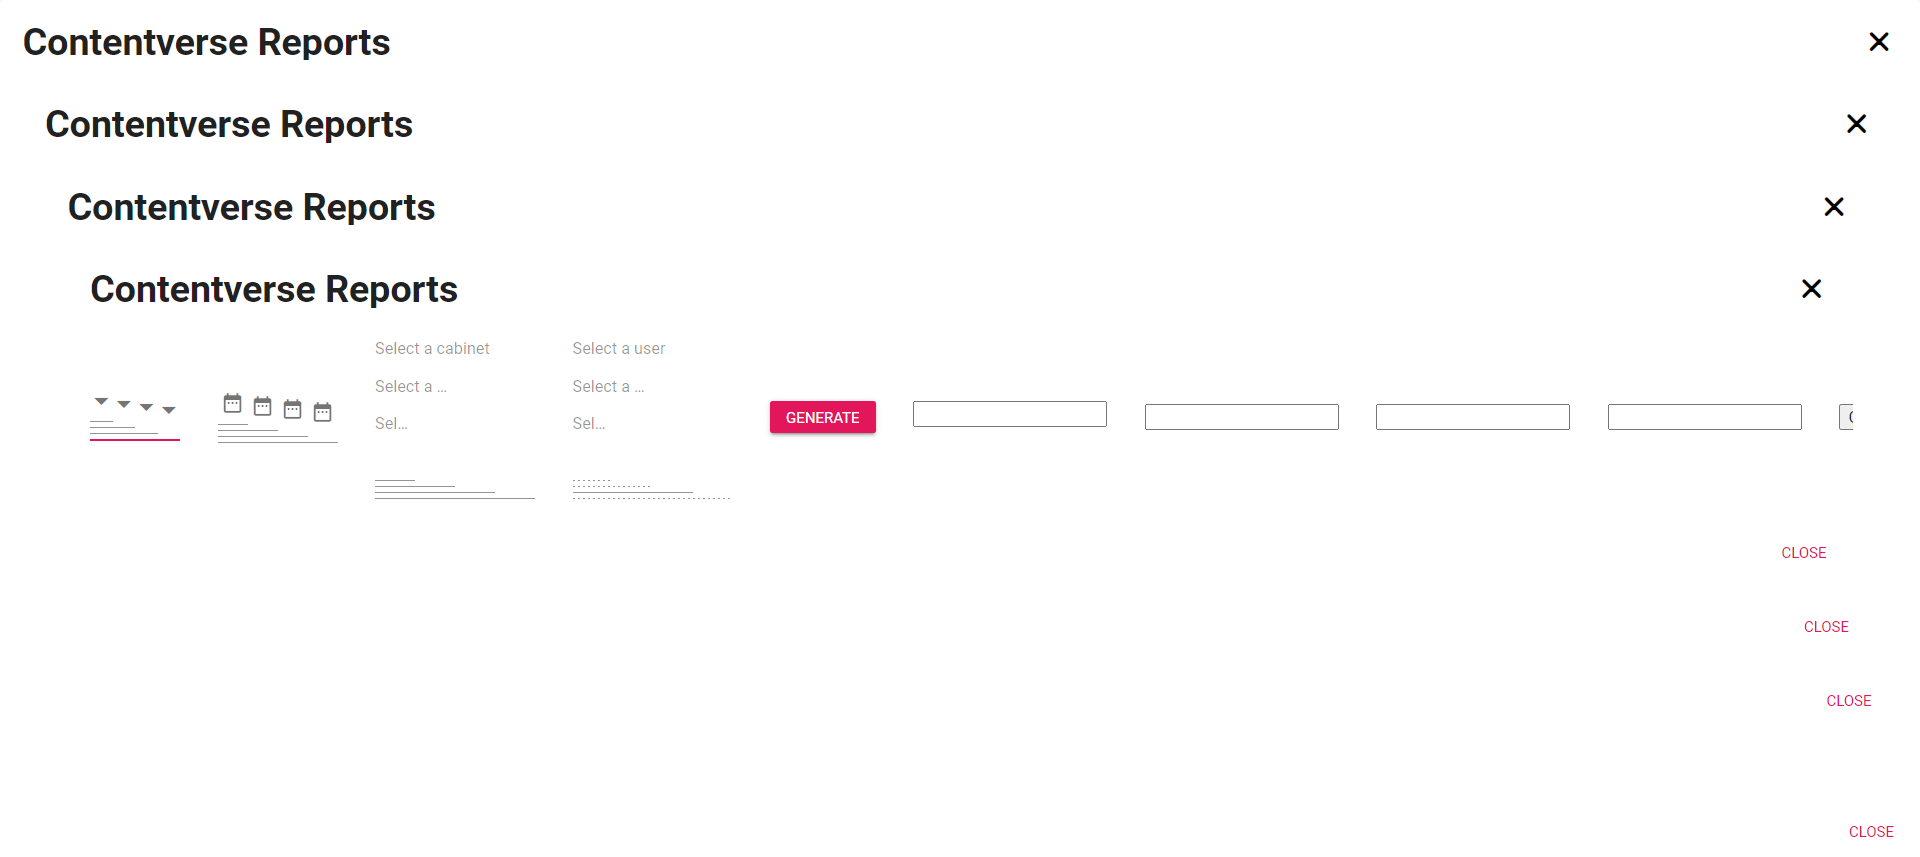 Contentverse Reports
Contentverse Reports
Contentverse Reports
Contentverse Reports
Select a cabinet
Select a user
Select a ...
Select a ...
Sel...
Sel...
GENERATE
CLOSE
CLOSE
CLOSE
CLOSE